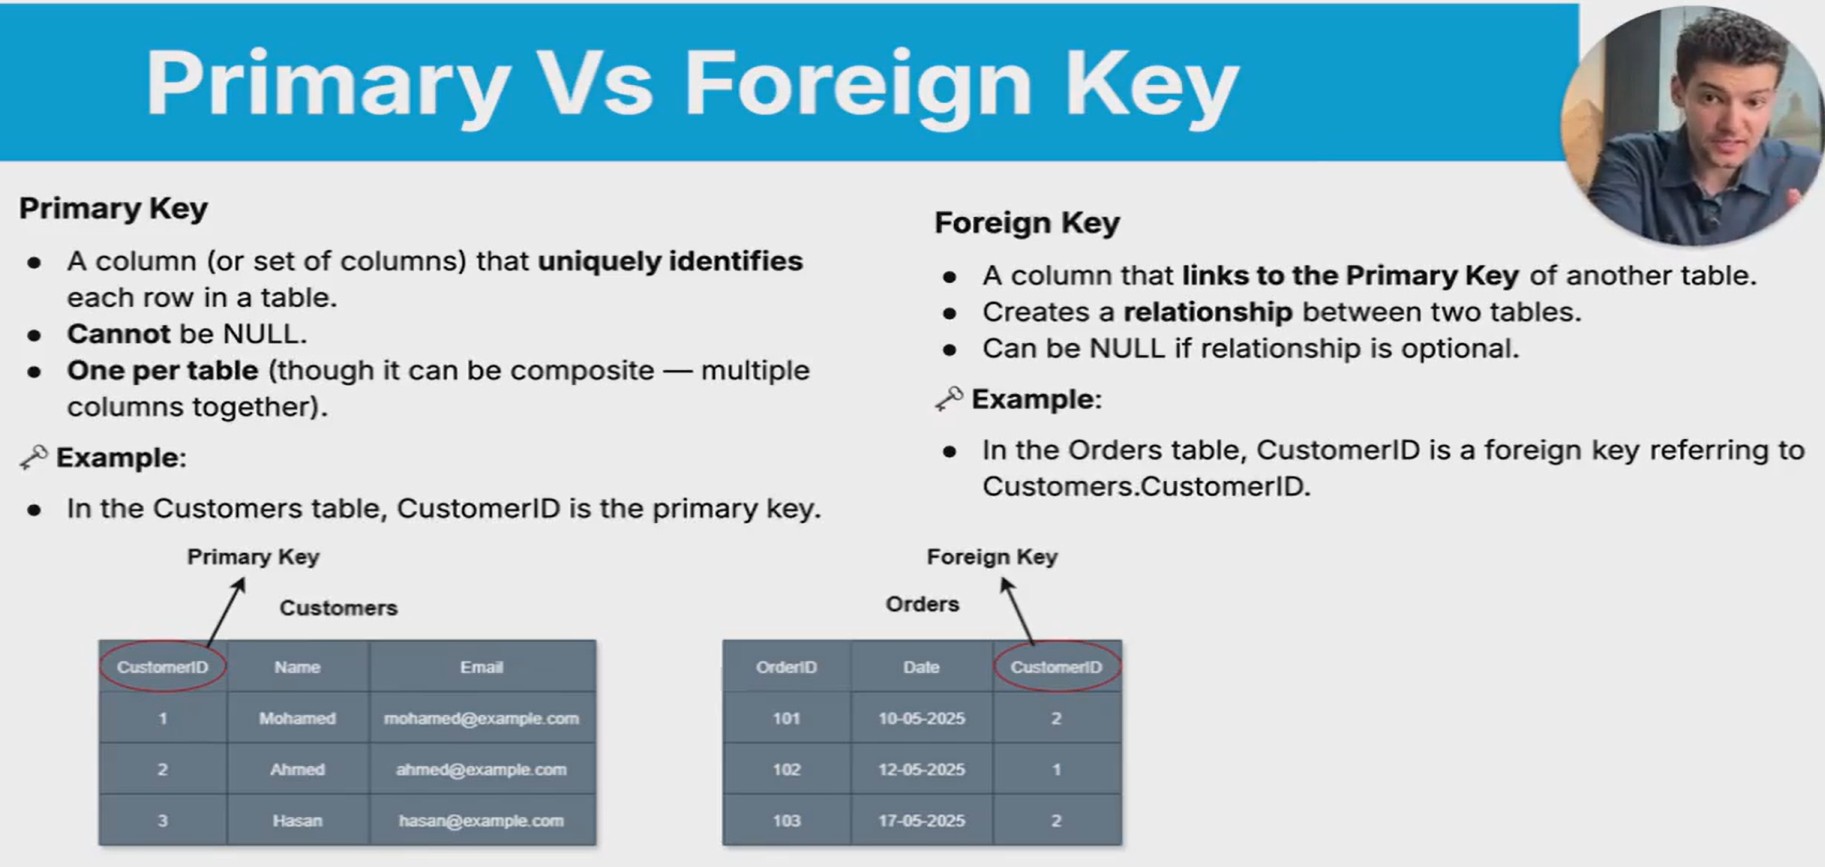 Primary Vs Foreign Key
Primary Key
● A column (or set of columns) that uniquely identifies
each row in a table.
● Cannot be NULL.
● One per table (though it can be composite — multiple
columns together).
Example:
● In the Customers table, CustomerID is the primary key.
Foreign Key
● A column that links to the Primary Key of another table.
● Creates a relationship between two tables.
● Can be NULL if relationship is optional.
Example:
● In the Orders table, CustomerID is a foreign key referring to
Customers.CustomerID.
Primary Key
Customers
CustomerID Name Email
1 Mohamed mohamed@example.com
2 Ahmed ahmed@example.com
3 Hasan hasan@example.com
Foreign Key
Orders
OrderID Date CustomerID
101 10-05-2025 2
102 12-05-2025 1
103 17-05-2025 2